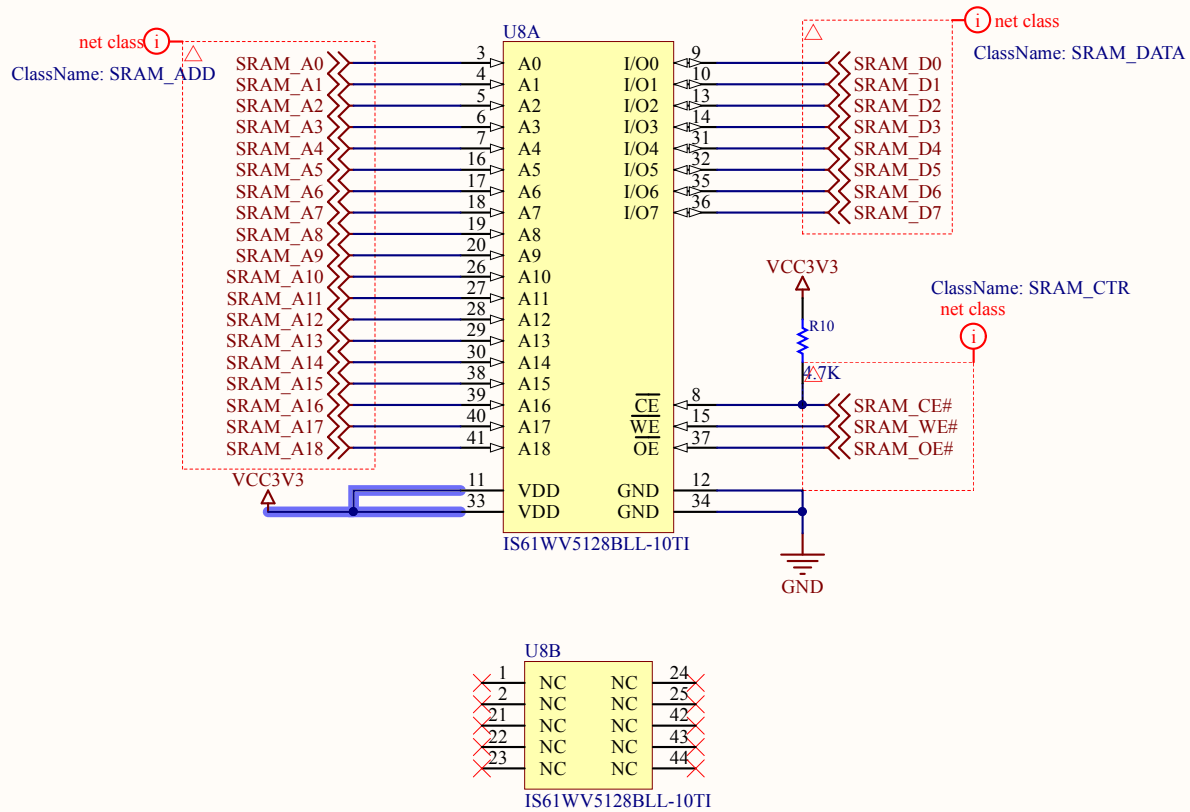 U8A
net class i
ClassName: SRAM_ADD
i net class
ClassName: SRAM_DATA
SRAM_A0 3 A0 I/O0 9 SRAM_D0
SRAM_A1 4 A1 I/O1 10 SRAM_D1
SRAM_A2 5 A2 I/O2 13 SRAM_D2
SRAM_A3 6 A3 I/O3 14 SRAM_D3
SRAM_A4 7 A4 I/O4 31 SRAM_D4
SRAM_A5 16 A5 I/O5 32 SRAM_D5
SRAM_A6 17 A6 I/O6 35 SRAM_D6
SRAM_A7 18 A7 I/O7 36 SRAM_D7
SRAM_A8 19 A8
SRAM_A9 20 A9
SRAM_A10 26 A10
SRAM_A11 27 A11
SRAM_A12 28 A12
SRAM_A13 29 A13
SRAM_A14 30 A14
SRAM_A15 38 A15
SRAM_A16 39 A16
SRAM_A17 40 A17
SRAM_A18 41 A18
VCC3V3
R10
4.7K
ClassName: SRAM_CTR
net class
i
CE 8 SRAM_CE#
WE 15 SRAM_WE#
OE 37 SRAM_OE#
VCC3V3
11 VDD GND 12
33 VDD GND 34
IS61WV5128BLL-10TI
GND
U8B
1 NC NC 24
2 NC NC 25
21 NC NC 42
22 NC NC 43
23 NC NC 44
IS61WV5128BLL-10TI